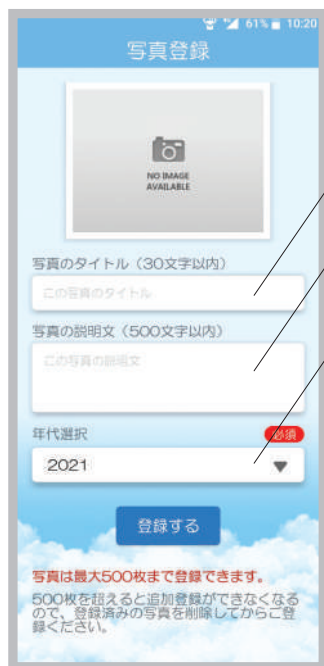 61% 10:20
写真登録
NO IMAGE
AVAILABLE
写真のタイトル（30文字以内）
この写真のタイトル
写真の説明文（500文字以内）
この写真の説明文
年代選択 必須
2021
登録する
写真は最大500枚まで登録できます。
500枚を超えると追加登録ができなくなる
ので、登録済みの写真を削除してからご登
録ください。